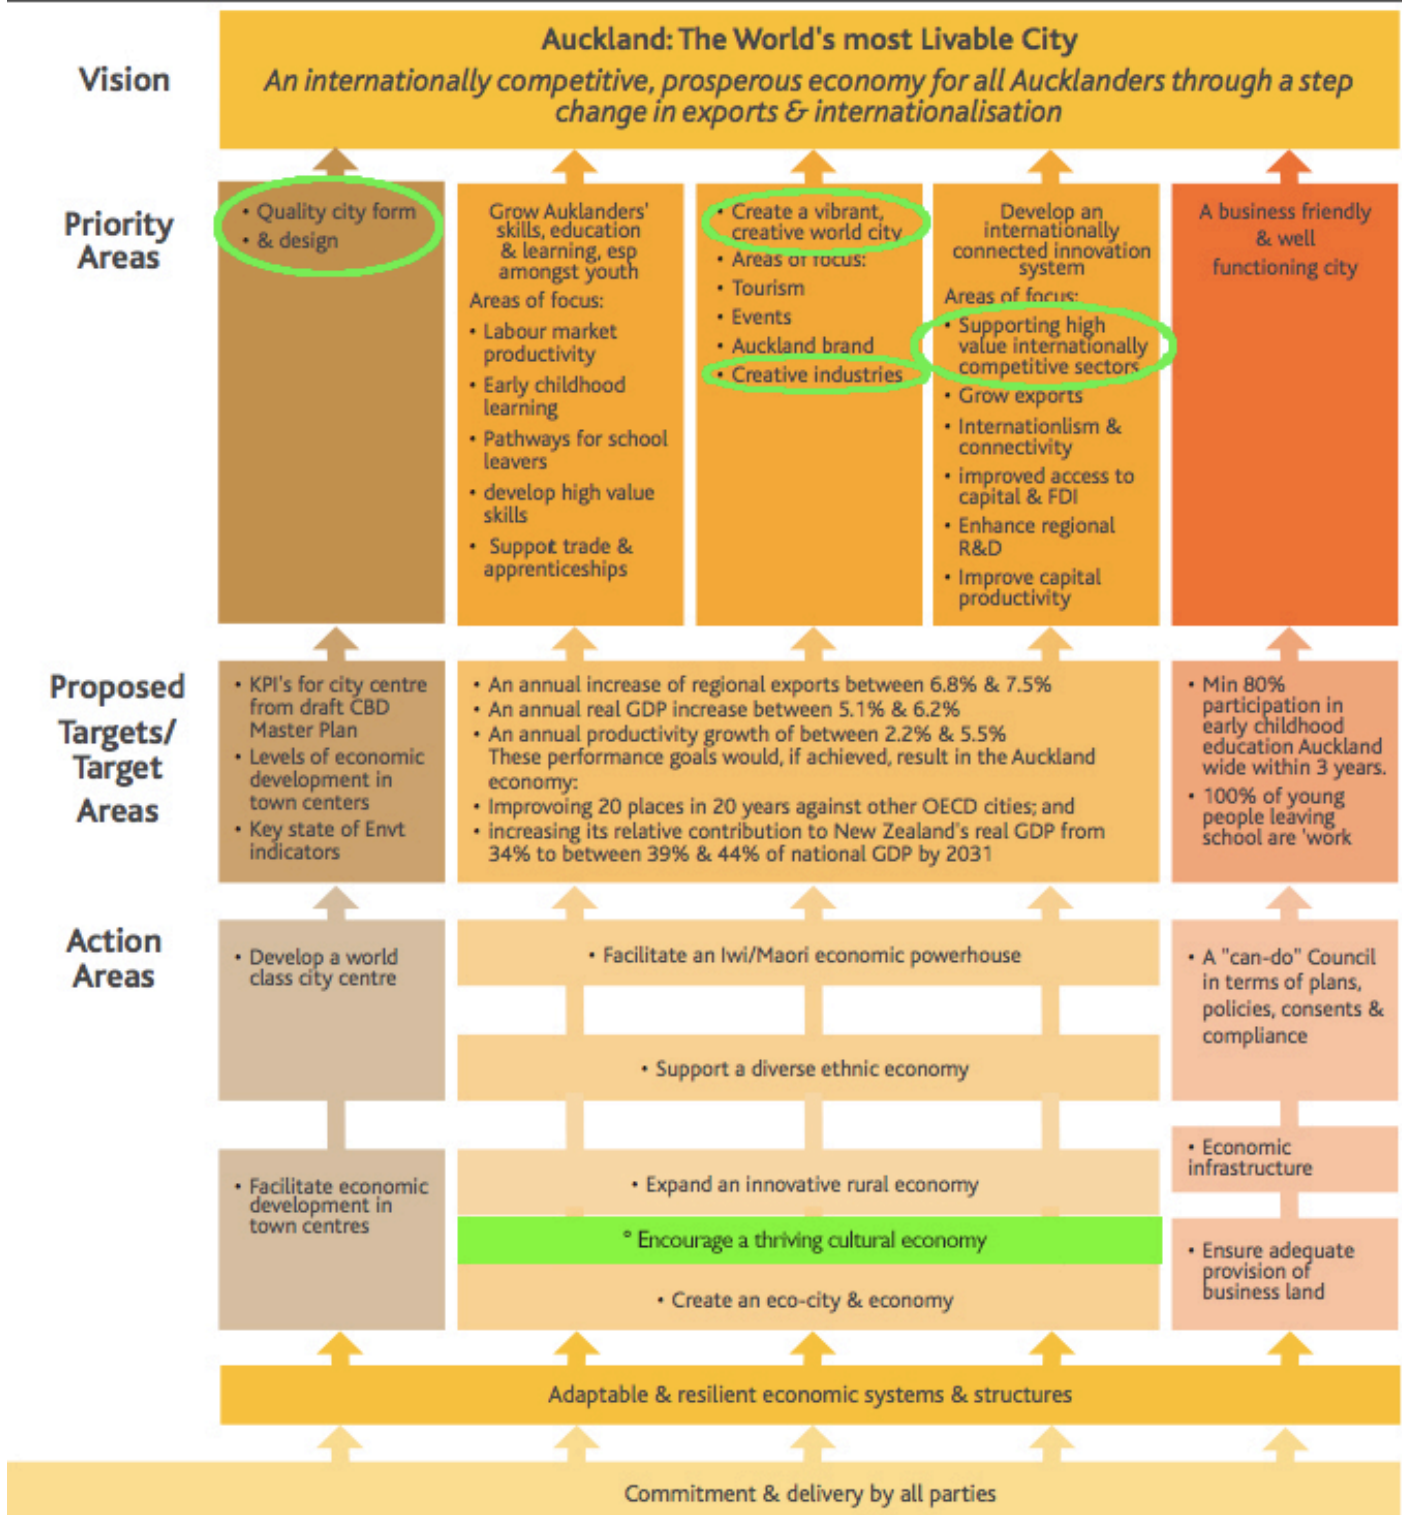 Auckland: The World's most Livable City
Vision
An internationally competitive, prosperous economy for all Aucklanders through a step
change in exports & internationalisation
Priority
Areas
• Quality city form
• & design
Grow Auklanders'
skills, education
& learning, esp
amongst youth
Areas of focus:
• Labour market
productivity
• Early childhood
learning
• Pathways for school
leavers
• develop high value
skills
• Suppot trade &
apprenticeships
• Create a vibrant,
creative world city
• Areas of focus:
• Tourism
• Events
• Auckland brand
• Creative industries
Develop an
internationally
connected innovation
system
Areas of focus:
• Supporting high
value internationally
competitive sectors
• Grow exports
• Internationlism &
connectivity
• improved access to
capital & FDI
• Enhance regional
R&D
• Improve capital
productivity
A business friendly
& well
functioning city
Proposed
Targets/
Target
Areas
• KPI's for city centre
from draft CBD
Master Plan
• Levels of economic
development in
town centers
• Key state of Envt
indicators
• An annual increase of regional exports between 6.8% & 7.5%
• An annual real GDP increase between 5.1% & 6.2%
• An annual productivity growth of between 2.2% & 5.5%
These performance goals would, if achieved, result in the Auckland
economy:
• Improvoing 20 places in 20 years against other OECD cities; and
• increasing its relative contribution to New Zealand's real GDP from
34% to between 39% & 44% of national GDP by 2031
• Min 80%
participation in
early childhood
education Auckland
wide within 3 years.
• 100% of young
people leaving
school are 'work
Action
Areas
• Develop a world
class city centre
• Facilitate economic
development in
town centres
• Facilitate an Iwi/Maori economic powerhouse
• Support a diverse ethnic economy
• Expand an innovative rural economy
° Encourage a thriving cultural economy
• Create an eco-city & economy
• A "can-do" Council
in terms of plans,
policies, consents &
compliance
• Economic
infrastructure
• Ensure adequate
provision of
business land
Adaptable & resilient economic systems & structures
Commitment & delivery by all parties